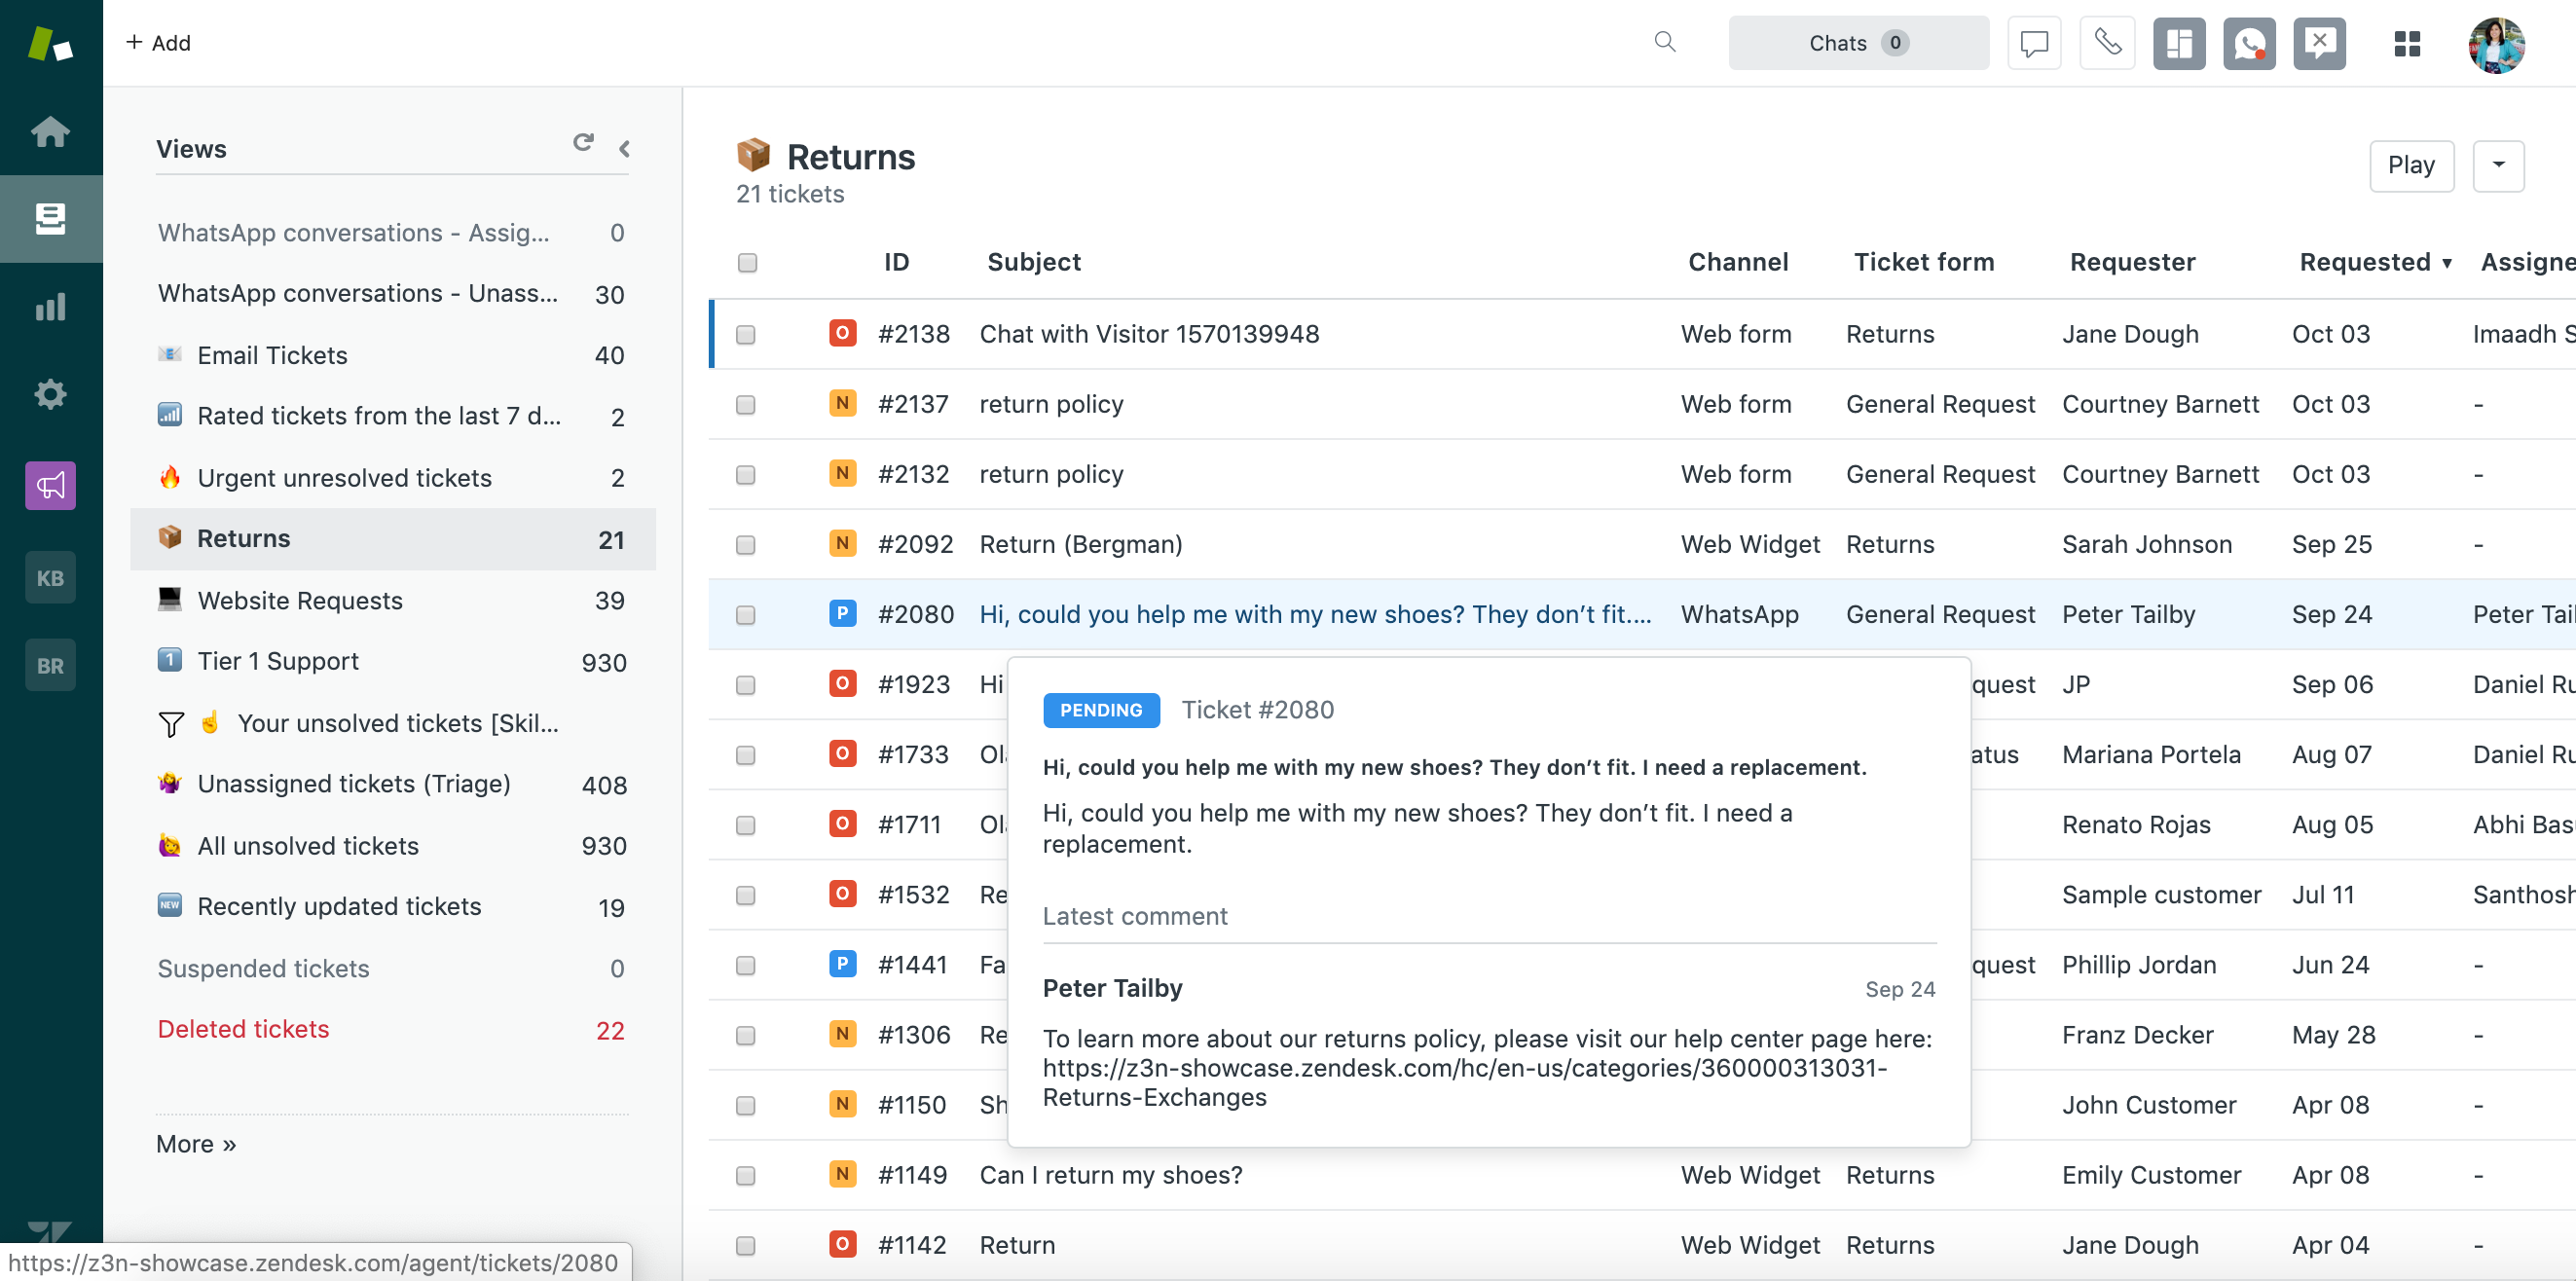 + Add
Chats 0
Views
WhatsApp conversations - Assig... 0
WhatsApp conversations - Unass... 30
Email Tickets 40
Rated tickets from the last 7 d... 2
Urgent unresolved tickets 2
Returns 21
Website Requests 39
1 Tier 1 Support 930
Your unsolved tickets [Skil...
Unassigned tickets (Triage) 408
All unsolved tickets 930
NEW Recently updated tickets 19
Suspended tickets 0
Deleted tickets 22
More »
KB
BR
Returns
21 tickets
Play
ID Subject Channel Ticket form Requester Requested ▼ Assigne
O #2138 Chat with Visitor 1570139948 Web form Returns Jane Dough Oct 03 Imaadh S
N #2137 return policy Web form General Request Courtney Barnett Oct 03 -
N #2132 return policy Web form General Request Courtney Barnett Oct 03 -
N #2092 Return (Bergman) Web Widget Returns Sarah Johnson Sep 25 -
P #2080 Hi, could you help me with my new shoes? They don’t fit.... WhatsApp General Request Peter Tailby Sep 24 Peter Tail
O #1923 Hi quest JP Sep 06 Daniel Ru
O #1733 Ola atus Mariana Portela Aug 07 Daniel Ru
O #1711 Ola Renato Rojas Aug 05 Abhi Bas
O #1532 Re Sample customer Jul 11 Santhosh
P #1441 Fa quest Phillip Jordan Jun 24 -
N #1306 Re Franz Decker May 28 -
N #1150 Sh John Customer Apr 08 -
N #1149 Can I return my shoes? Web Widget Returns Emily Customer Apr 08 -
O #1142 Return Web Widget Returns Jane Dough Apr 04 -
PENDING Ticket #2080
Hi, could you help me with my new shoes? They don’t fit. I need a replacement.
Hi, could you help me with my new shoes? They don’t fit. I need a
replacement.
Latest comment
Peter Tailby Sep 24
To learn more about our returns policy, please visit our help center page here:
https://z3n-showcase.zendesk.com/hc/en-us/categories/360000313031-
Returns-Exchanges
https://z3n-showcase.zendesk.com/agent/tickets/2080